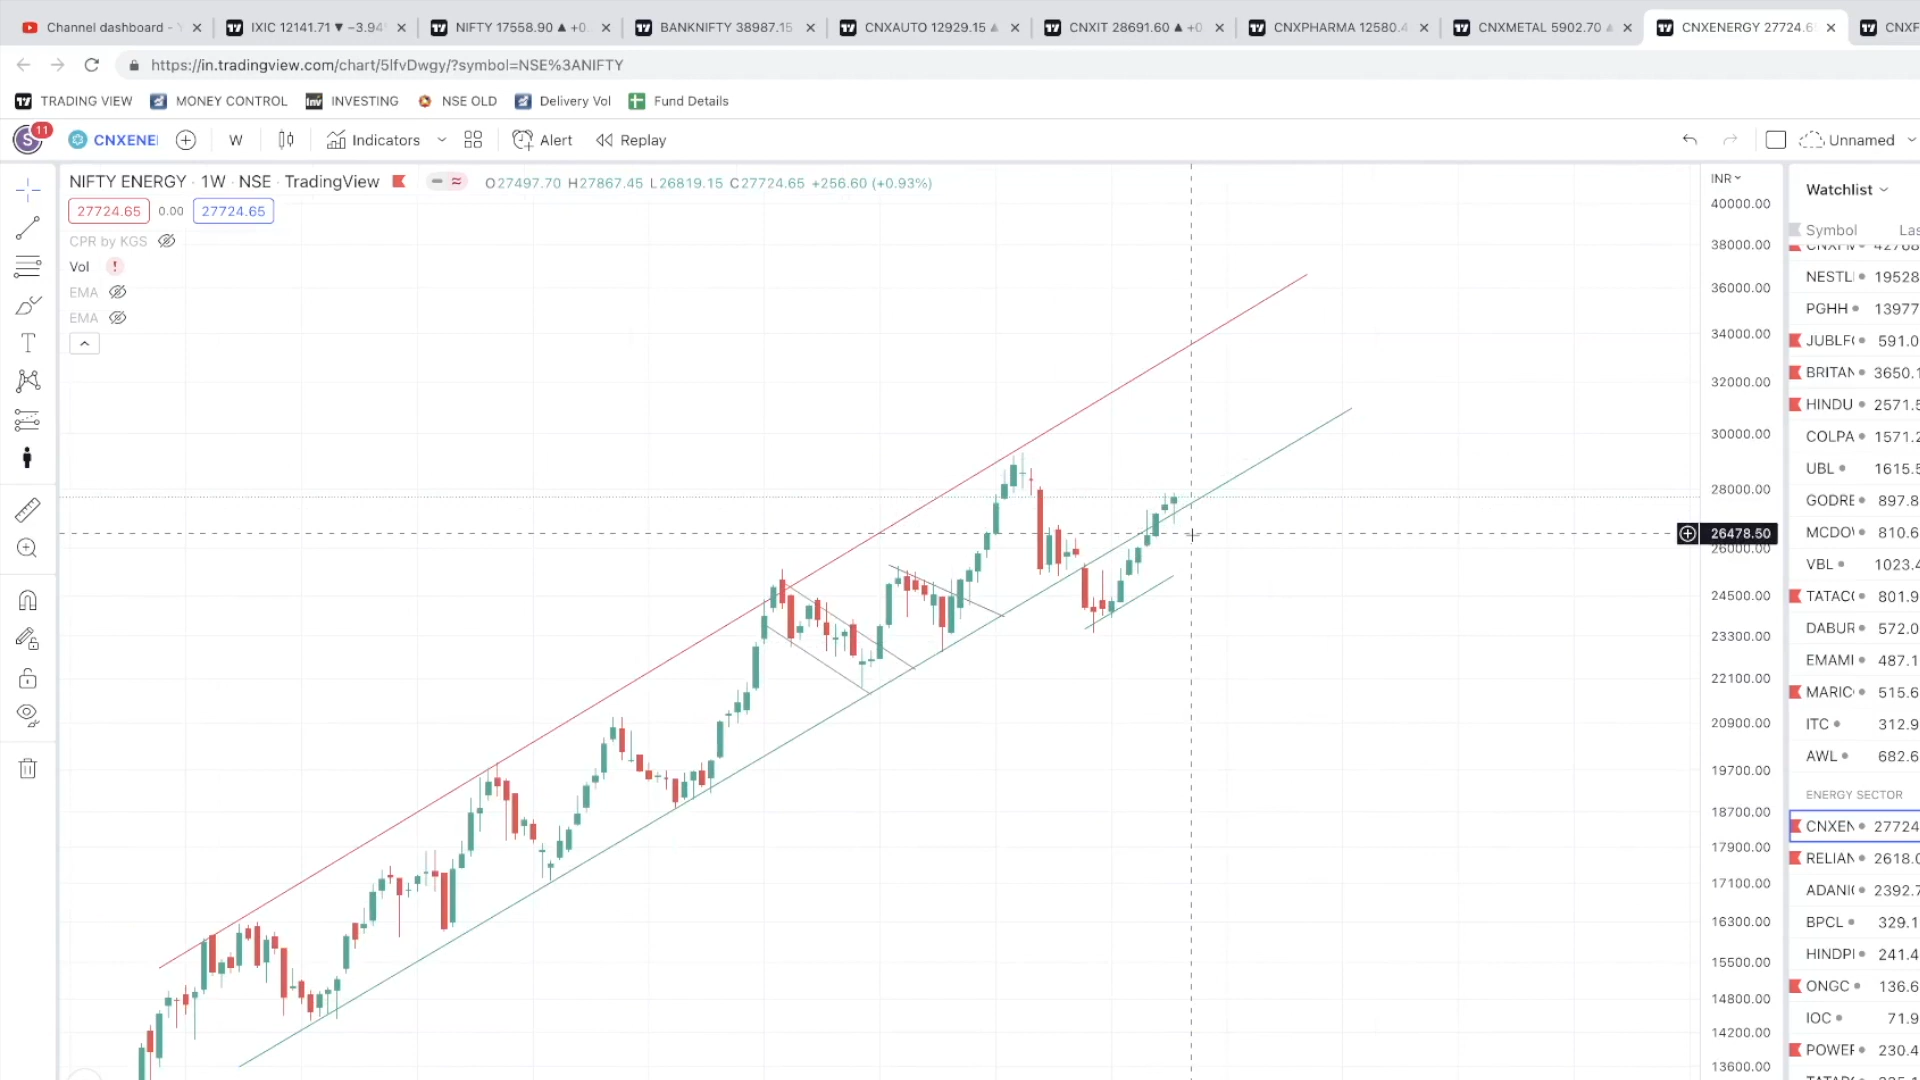 Channel dashboard -
IXIC 12141.71 ▼ −3.94
NIFTY 17558.90 ▲ +0.
BANKNIFTY 38987.15
CNXAUTO 12929.15 ▲
CNXIT 28691.60 ▲ +0
CNXPHARMA 12580.4
CNXMETAL 5902.70 ▲
CNXENERGY 27724.6
CNXF
https://in.tradingview.com/chart/5IfvDwgy/?symbol=NSE%3ANIFTY
TRADING VIEW MONEY CONTROL INVESTING NSE OLD Delivery Vol Fund Details
S 11 CNXENE W Indicators Alert Replay Unnamed
NIFTY ENERGY · 1W · NSE TradingView O27497.70 H27867.45 L26819.15 C27724.65 +256.60 (+0.93%)
27724.65 0.00 27724.65
CPR by KGS
Vol !
EMA
EMA
INR
40000.00
38000.00
36000.00
34000.00
32000.00
30000.00
28000.00
26478.50
26000.00
24500.00
23300.00
22100.00
20900.00
19700.00
18700.00
17900.00
17100.00
16300.00
15500.00
14800.00
14200.00
13600.00
Watchlist
Symbol Las
NESTL 19528
PGHH 13977
JUBLF 591.0
BRITAN 3650.1
HINDU 2571.5
COLPA 1571.2
UBL 1615.5
GODRE 897.8
MCDO 810.6
VBL 1023.4
TATAC 801.9
DABUR 572.0
EMAMI 487.1
MARIC 515.6
ITC 312.9
AWL 682.6
ENERGY SECTOR
CNXEN 27724
RELIAN 2618.0
ADANI 2392.7
BPCL 329.1
HINDPI 241.4
ONGC 136.6
IOC 71.9
POWER 230.4